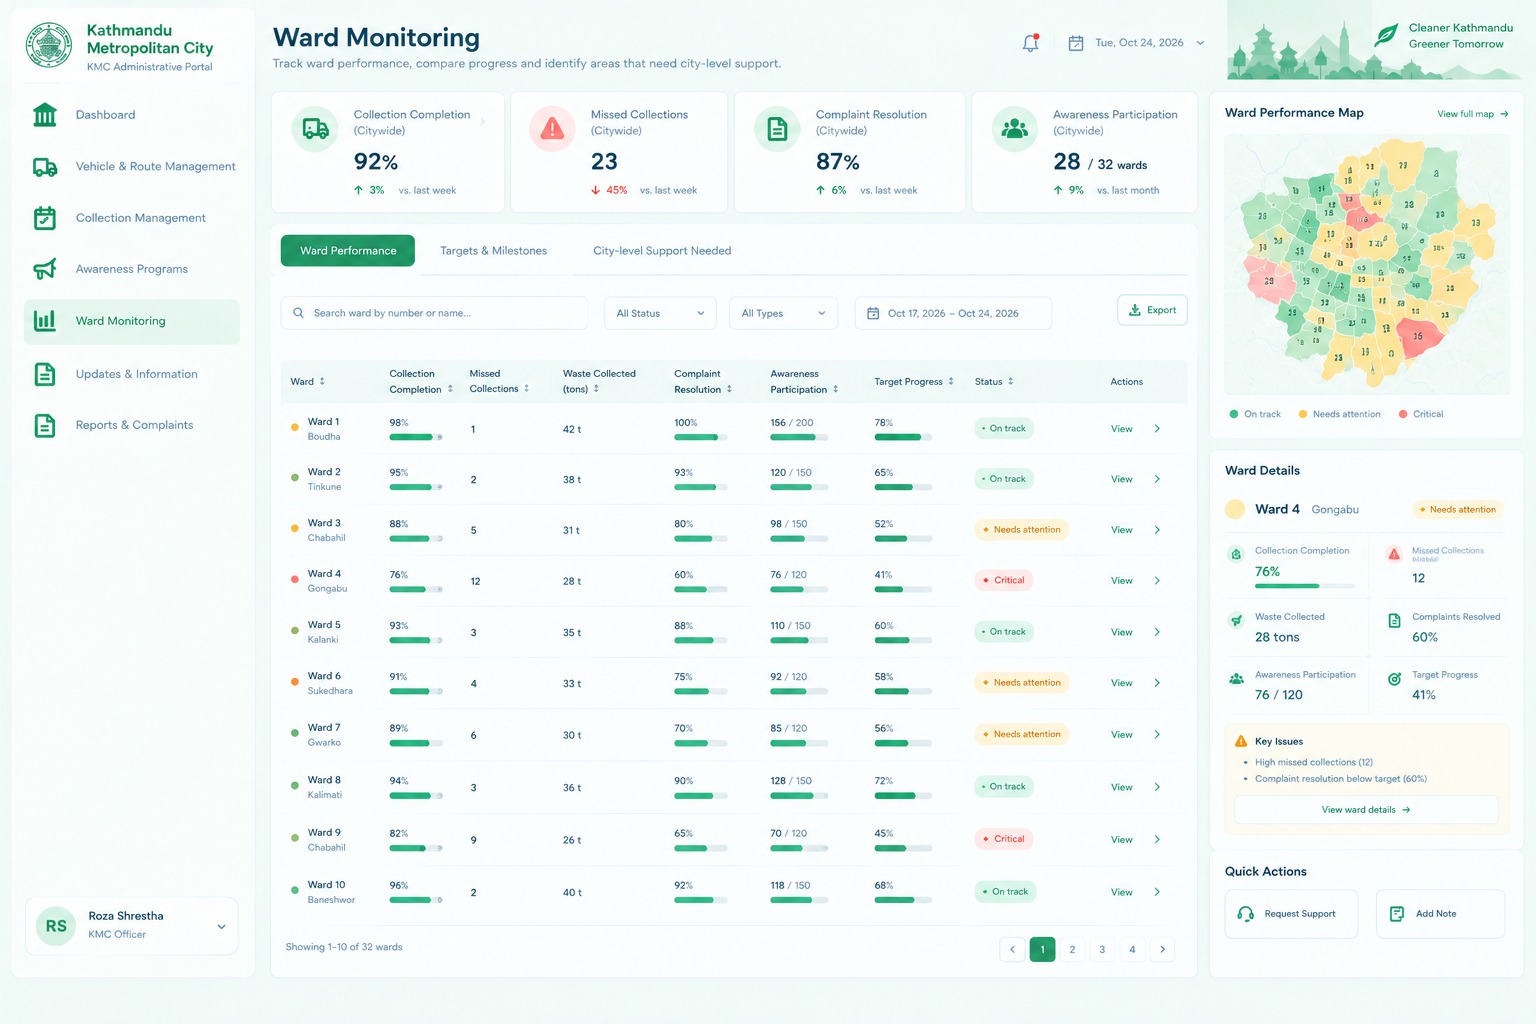 Kathmandu
Metropolitan City
KMC Administrative Portal
Dashboard
Vehicle & Route Management
Collection Management
Awareness Programs
Ward Monitoring
Updates & Information
Reports & Complaints
RS
Roza Shrestha
KMC Officer
Ward Monitoring
Track ward performance, compare progress and identify areas that need city-level support.
Tue, Oct 24, 2026
Cleaner Kathmandu
Greener Tomorrow
Collection Completion
(Citywide)
92%
↑ 3% vs. last week
Missed Collections
(Citywide)
23
↓ 45% vs. last week
Complaint Resolution
(Citywide)
87%
↑ 6% vs. last week
Awareness Participation
(Citywide)
28 / 32 wards
↑ 9% vs. last month
Ward Performance
Targets & Milestones
City-level Support Needed
Search ward by number or name...
All Status
All Types
Oct 17, 2026 – Oct 24, 2026
Export
Ward
Collection
Completion
Missed
Collections
Waste Collected
(tons)
Complaint
Resolution
Awareness
Participation
Target Progress
Status
Actions
Ward 1
Boudha
98%
1
42 t
100%
156 / 200
78%
On track
View
Ward 2
Tinkune
95%
2
38 t
93%
120 / 150
65%
On track
View
Ward 3
Chabahil
88%
5
31 t
80%
98 / 150
52%
Needs attention
View
Ward 4
Gongabu
76%
12
28 t
60%
76 / 120
41%
Critical
View
Ward 5
Kalanki
93%
3
35 t
88%
110 / 150
60%
On track
View
Ward 6
Sukedhara
91%
4
33 t
75%
92 / 120
58%
Needs attention
View
Ward 7
Gwarko
89%
6
30 t
70%
85 / 120
56%
Needs attention
View
Ward 8
Kalimati
94%
3
36 t
90%
128 / 150
72%
On track
View
Ward 9
Chabahil
82%
9
26 t
65%
70 / 120
45%
Critical
View
Ward 10
Baneshwor
96%
2
40 t
92%
118 / 150
68%
On track
View
Showing 1–10 of 32 wards
1
2
3
4
Ward Performance Map
View full map →
On track
Needs attention
Critical
Ward Details
Ward 4 Gongabu
Needs attention
Collection Completion
76%
Missed Collections
12
Waste Collected
28 tons
Complaints Resolved
60%
Awareness Participation
76 / 120
Target Progress
41%
Key Issues
• High missed collections (12)
• Complaint resolution below target (60%)
View ward details →
Quick Actions
Request Support
Add Note